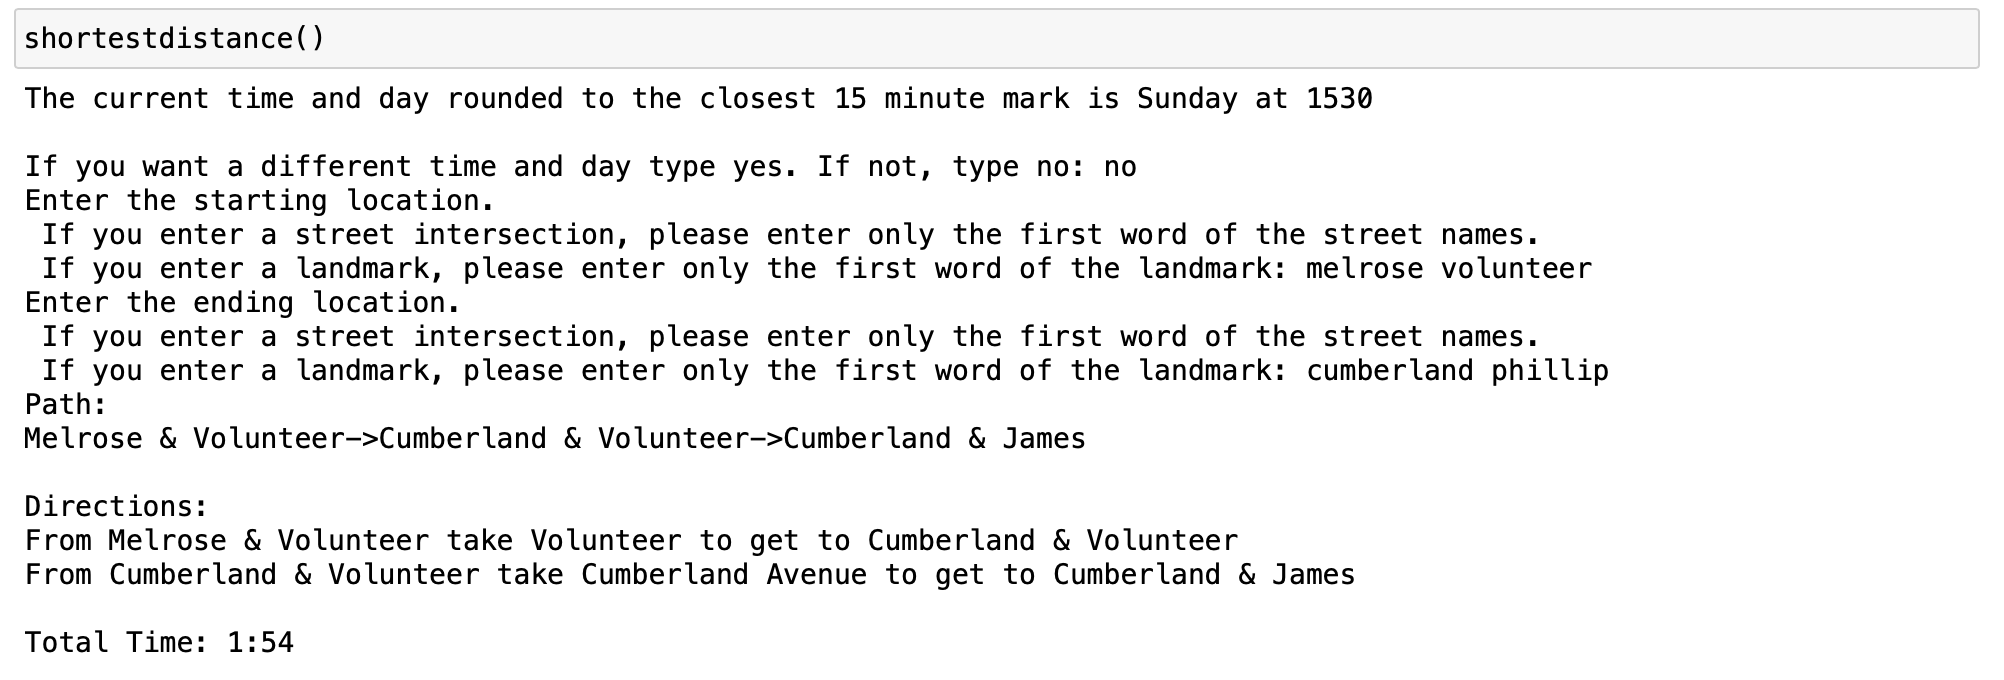 shortestdistance()
The current time and day rounded to the closest 15 minute mark is Sunday at 1530
If you want a different time and day type yes. If not, type no: no
Enter the starting location.
If you enter a street intersection, please enter only the first word of the street names.
If you enter a landmark, please enter only the first word of the landmark: melrose volunteer
Enter the ending location.
If you enter a street intersection, please enter only the first word of the street names.
If you enter a landmark, please enter only the first word of the landmark: cumberland phillip
Path:
Melrose & Volunteer->Cumberland & Volunteer->Cumberland & James
Directions:
From Melrose & Volunteer take Volunteer to get to Cumberland & Volunteer
From Cumberland & Volunteer take Cumberland Avenue to get to Cumberland & James
Total Time: 1:54